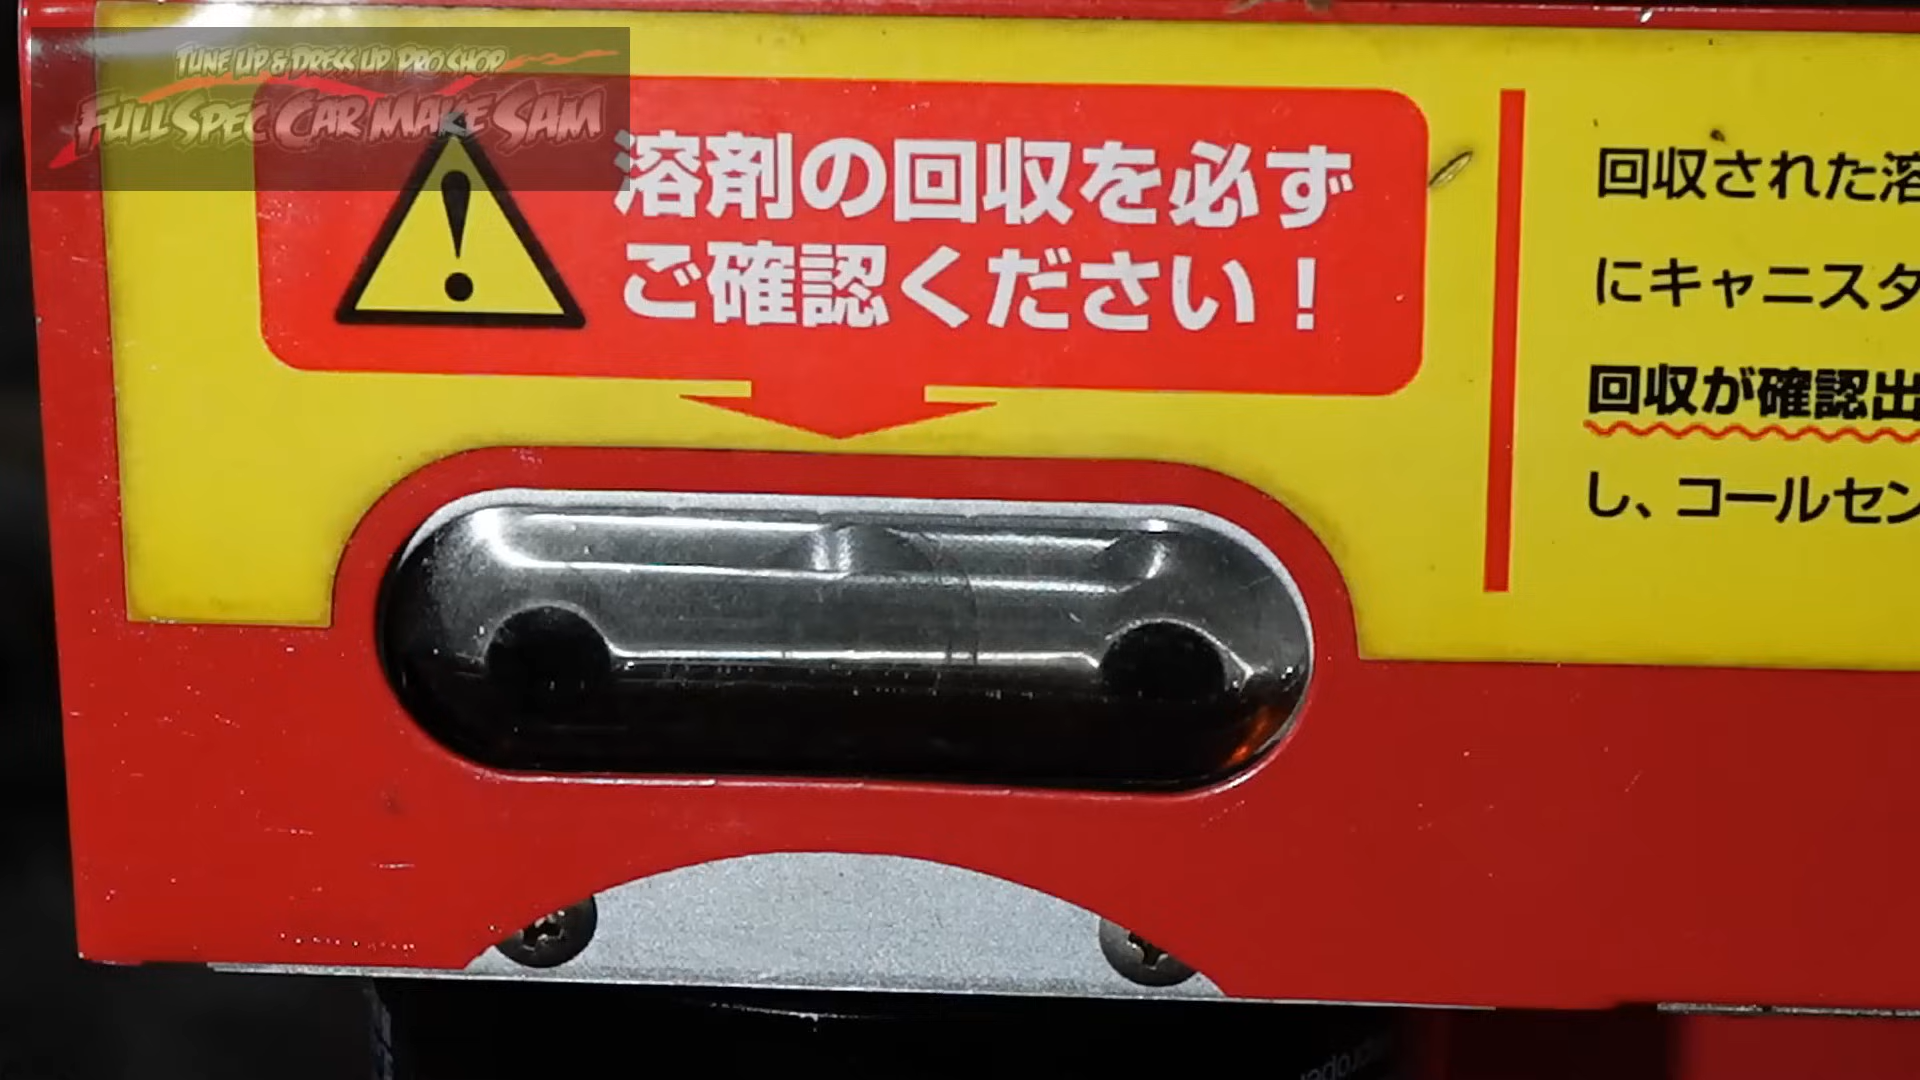 TUNE UP & DRESS UP PRO SHOP
FULL SPEC CAR MAKE SAM
溶剤の回収を必ず
ご確認ください！
回収された溶
にキャニスタ
回収が確認出
し、コールセン